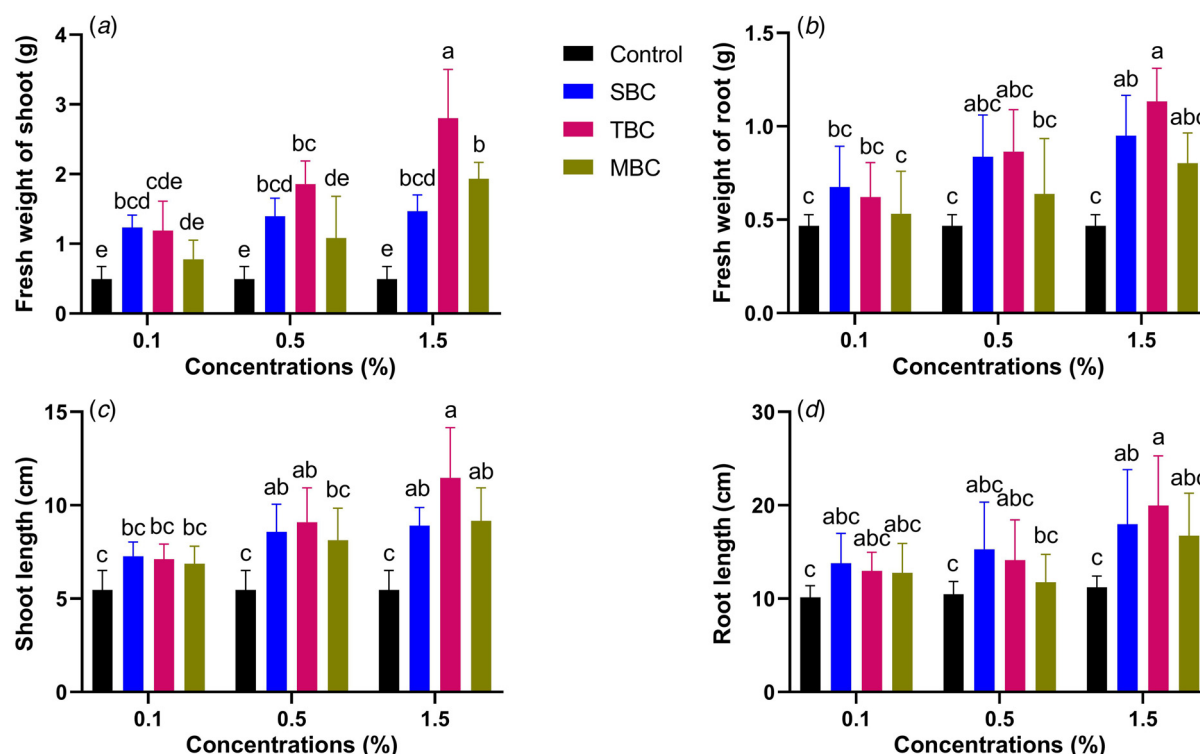 (a)
Fresh weight of shoot (g)
4
3
2
1
0
e bcd cde de
e bcd bc de
e bcd a b
0.1 0.5 1.5
Concentrations (%)
Control
SBC
TBC
MBC
(b)
Fresh weight of root (g)
1.5
1.0
0.5
0.0
c bc bc c
c abc abc bc
c ab a abc
0.1 0.5 1.5
Concentrations (%)
(c)
Shoot length (cm)
15
10
5
0
c bc bc bc
c ab ab bc
c ab a ab
0.1 0.5 1.5
Concentrations (%)
(d)
Root length (cm)
30
20
10
0
c abc abc abc
c abc abc bc
c ab a abc
0.1 0.5 1.5
Concentrations (%)